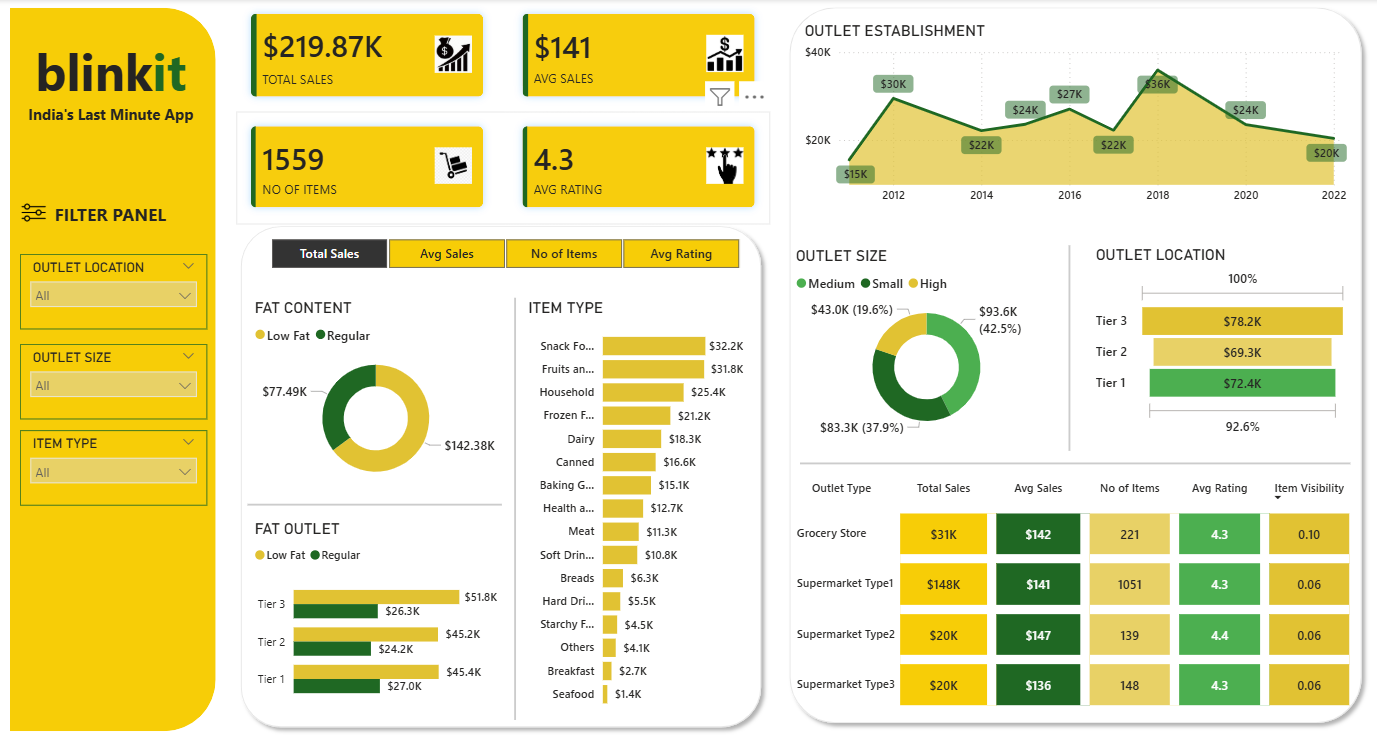 blinkit
India's Last Minute App
FILTER PANEL
OUTLET LOCATION
All
OUTLET SIZE
All
ITEM TYPE
All
$219.87K
TOTAL SALES
$141
AVG SALES
1559
NO OF ITEMS
4.3
AVG RATING
Total Sales Avg Sales No of Items Avg Rating
FAT CONTENT
Low Fat Regular
$77.49K
$142.38K
FAT OUTLET
Low Fat Regular
Tier 3 $51.8K
$26.3K
Tier 2 $45.2K
$24.2K
Tier 1 $45.4K
$27.0K
ITEM TYPE
Snack Fo... $32.2K
Fruits an... $31.8K
Household $25.4K
Frozen F... $21.2K
Dairy $18.3K
Canned $16.6K
Baking G... $15.1K
Health a... $12.7K
Meat $11.3K
Soft Drin... $10.8K
Breads $6.3K
Hard Dri... $5.5K
Starchy F... $4.5K
Others $4.1K
Breakfast $2.7K
Seafood $1.4K
OUTLET ESTABLISHMENT
$40K
$20K
$15K $30K $22K $24K $27K $22K $36K $24K $20K
2012 2014 2016 2018 2020 2022
OUTLET SIZE
Medium Small High
$43.0K (19.6%)
$93.6K
(42.5%)
$83.3K (37.9%)
OUTLET LOCATION
100%
Tier 3 $78.2K
Tier 2 $69.3K
Tier 1 $72.4K
92.6%
Outlet Type Total Sales Avg Sales No of Items Avg Rating Item Visibility
Grocery Store $31K $142 221 4.3 0.10
Supermarket Type1 $148K $141 1051 4.3 0.06
Supermarket Type2 $20K $147 139 4.4 0.06
Supermarket Type3 $20K $136 148 4.3 0.06